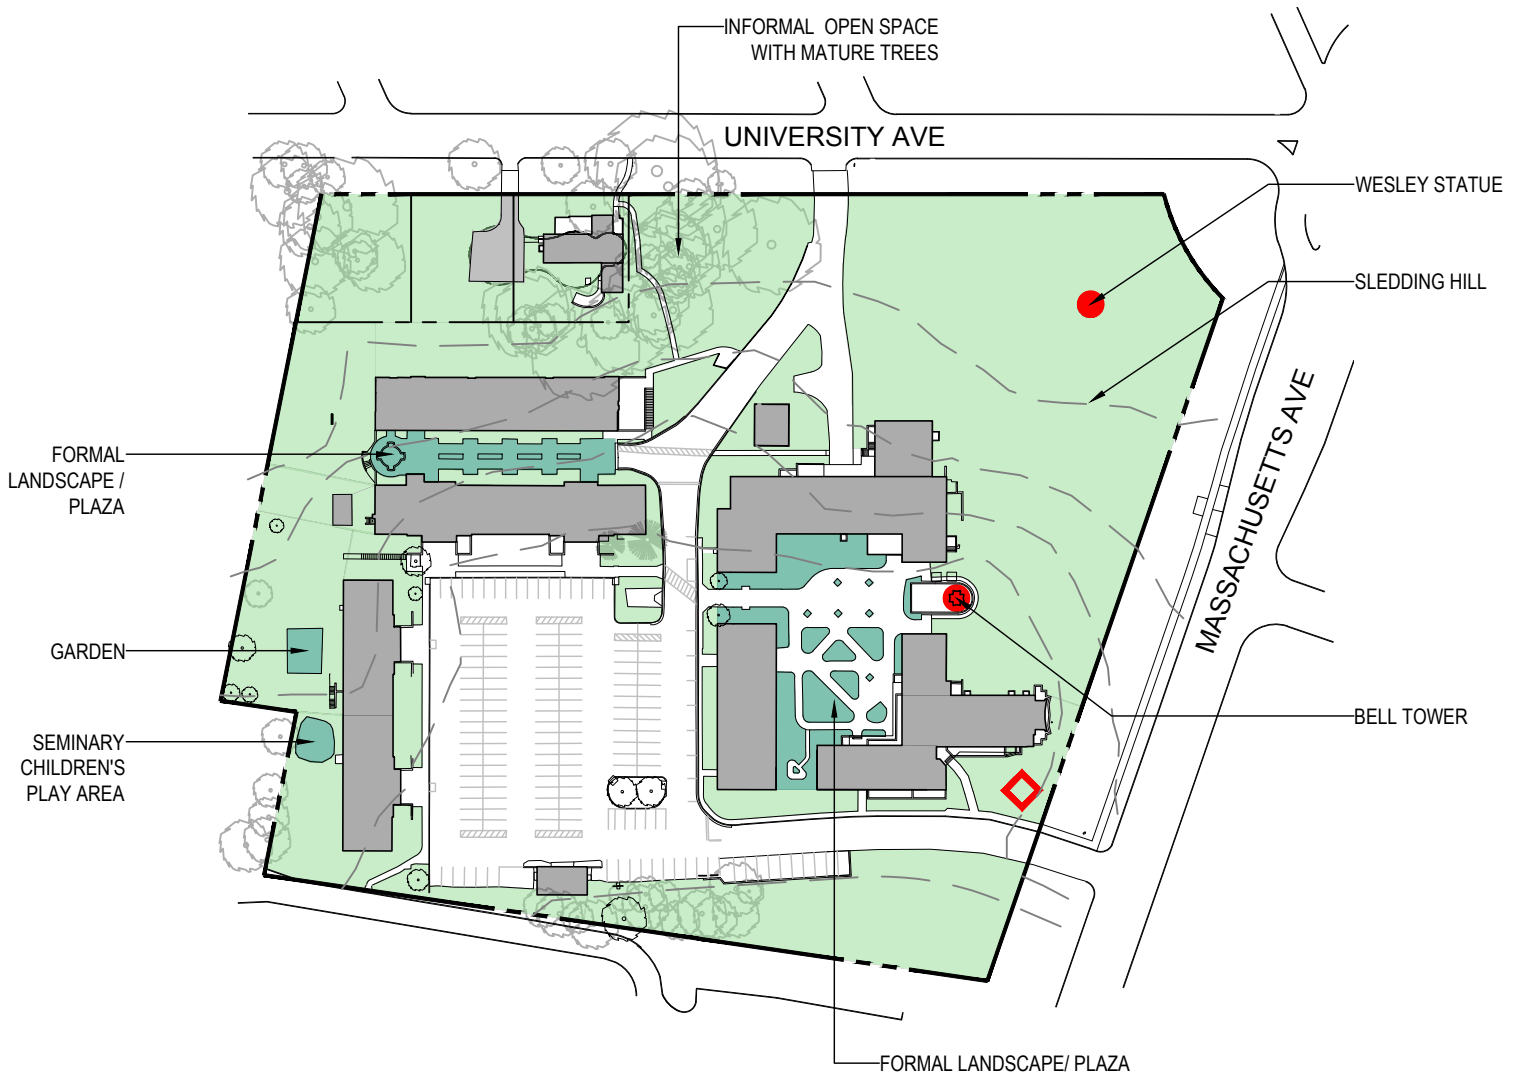 INFORMAL OPEN SPACE
WITH MATURE TREES
UNIVERSITY AVE
WESLEY STATUE
SLEDDING HILL
MASSACHUSETTS AVE
FORMAL
LANDSCAPE /
PLAZA
GARDEN
SEMINARY
CHILDREN'S
PLAY AREA
BELL TOWER
FORMAL LANDSCAPE/ PLAZA